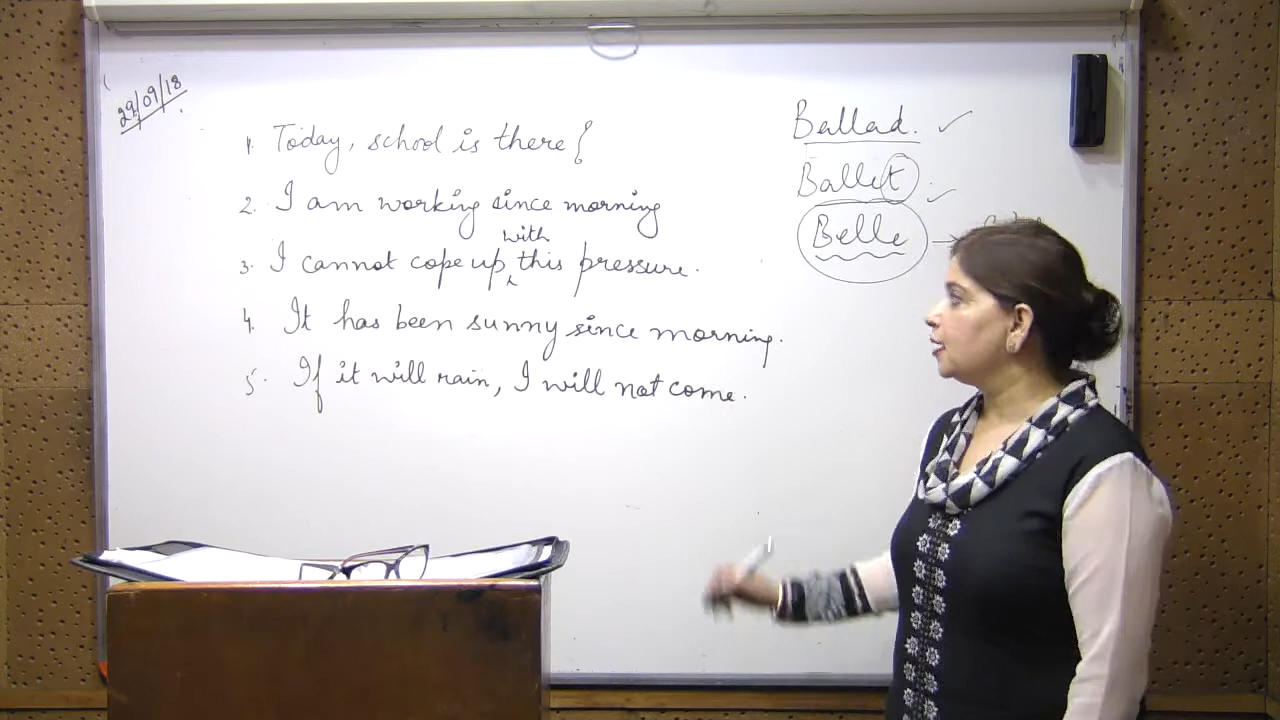 29/09/18
1. Today, school is there {
2. I am working since morning
with
3. I cannot cope up ‸ this pressure.
4. It has been sunny since morning.
5. If it will rain, I will not come.
Ballad. ✓
Ballet ✓
Belle →